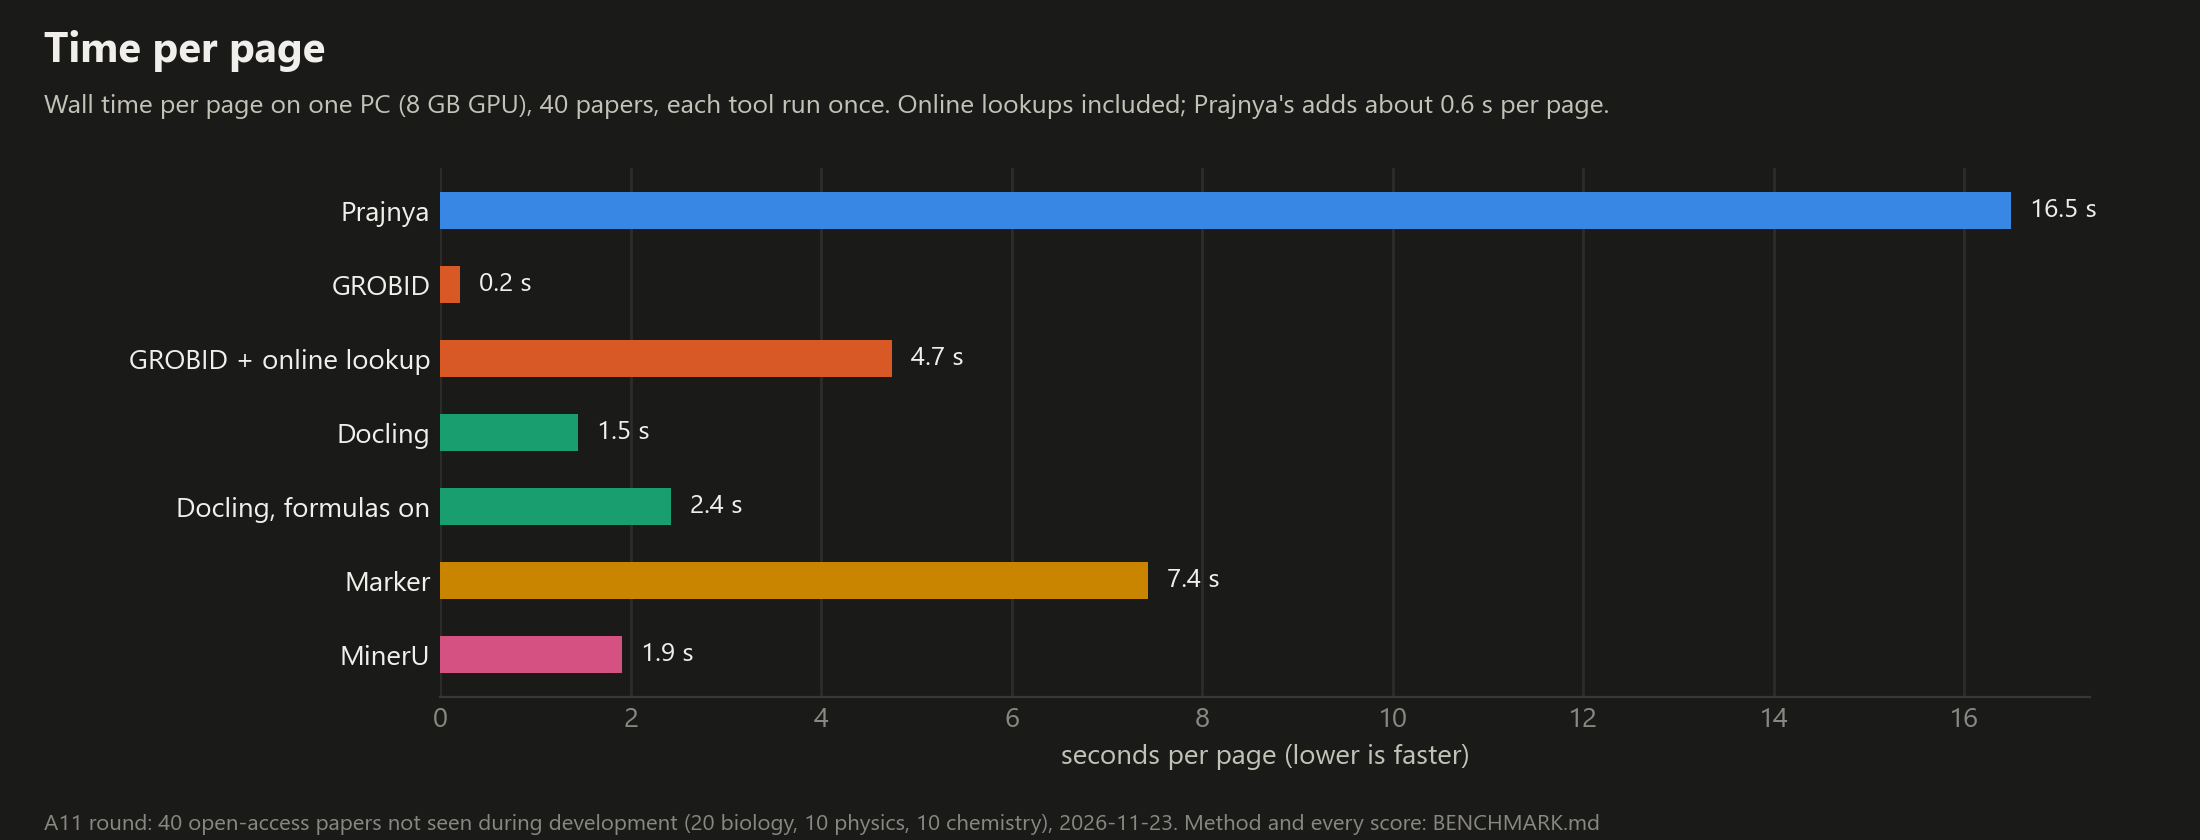 Time per page
Wall time per page on one PC (8 GB GPU), 40 papers, each tool run once. Online lookups included; Prajnya's adds about 0.6 s per page.
Prajnya 16.5 s
GROBID 0.2 s
GROBID + online lookup 4.7 s
Docling 1.5 s
Docling, formulas on 2.4 s
Marker 7.4 s
MinerU 1.9 s
0 2 4 6 8 10 12 14 16
seconds per page (lower is faster)
A11 round: 40 open-access papers not seen during development (20 biology, 10 physics, 10 chemistry), 2026-11-23. Method and every score: BENCHMARK.md